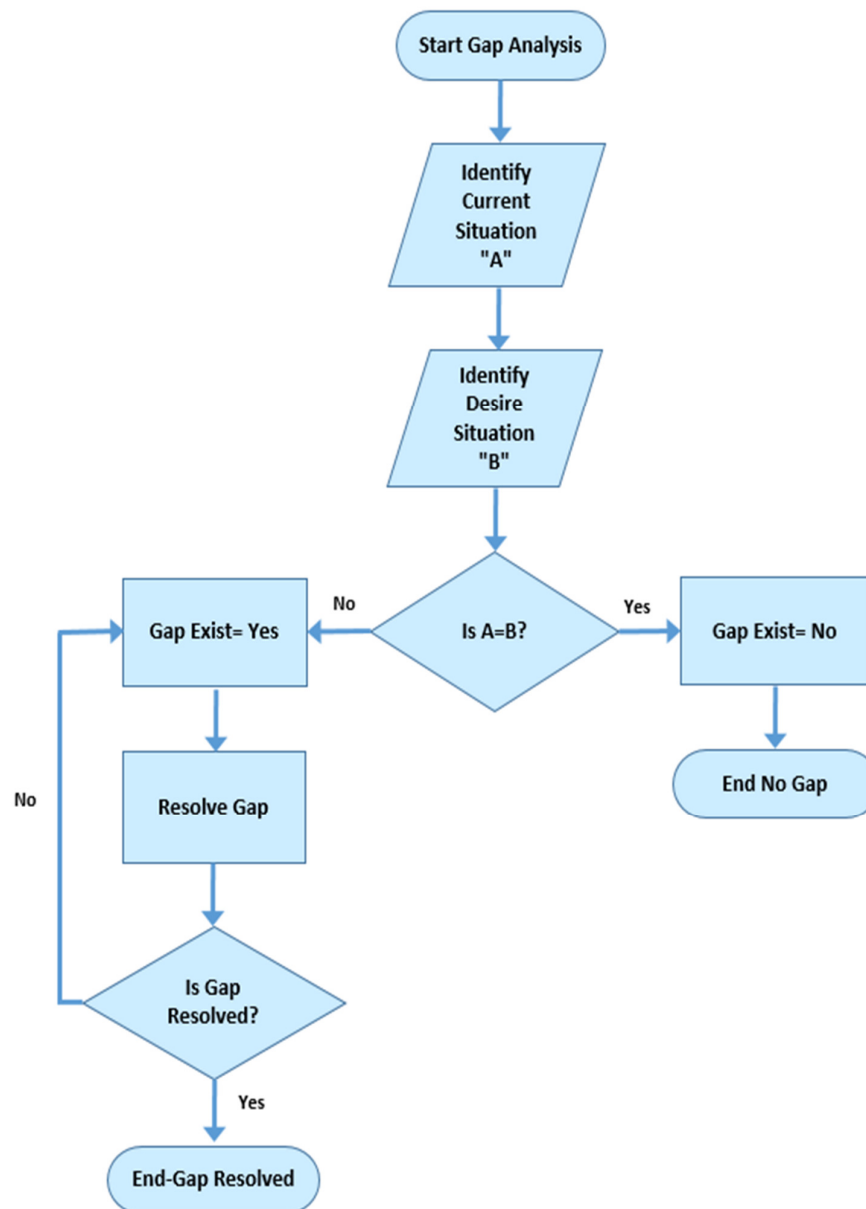 Start Gap Analysis
Identify
Current
Situation
"A"
Identify
Desire
Situation
"B"
No
Yes
Gap Exist= Yes
Is A=B?
Gap Exist= No
No
Resolve Gap
End No Gap
Is Gap
Resolved?
Yes
End-Gap Resolved